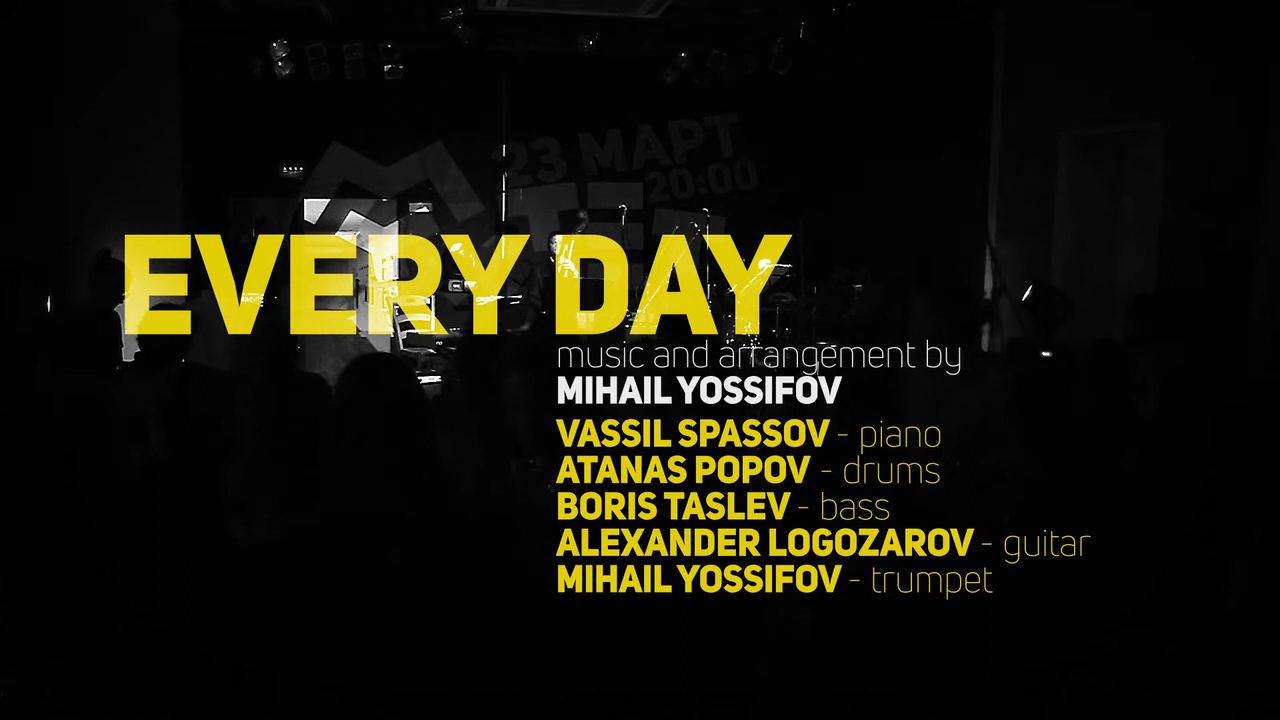 23 МАРТ
20:00
EVERY DAY
music and arrangement by
MIHAIL YOSSIFOV
VASSIL SPASSOV - piano
ATANAS POPOV - drums
BORIS TASLEV - bass
ALEXANDER LOGOZAROV - guitar
MIHAIL YOSSIFOV - trumpet